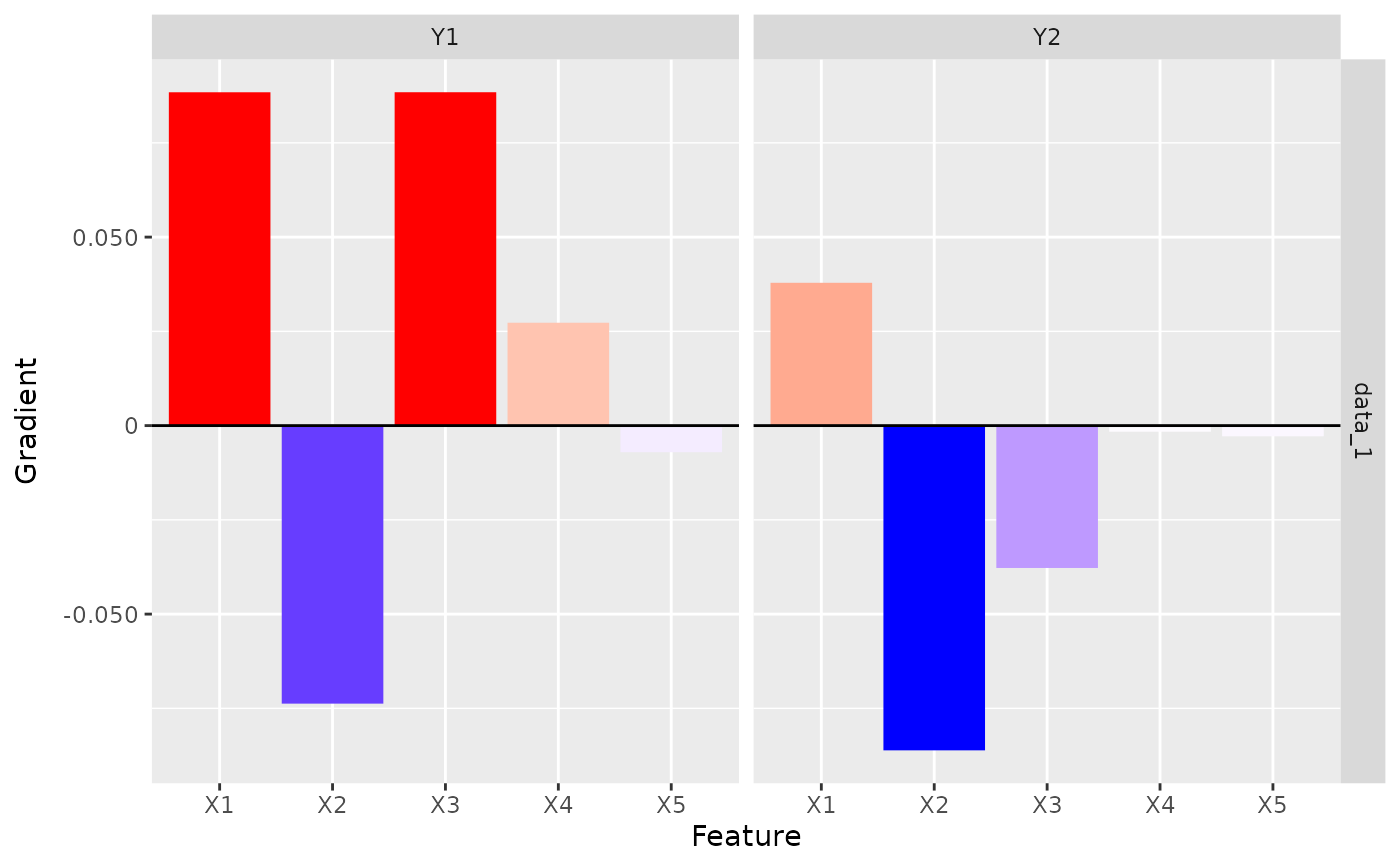 Y1
Y2
0.050
0
-0.050
Gradient
data_1
X1 X2 X3 X4 X5
X1 X2 X3 X4 X5
Feature